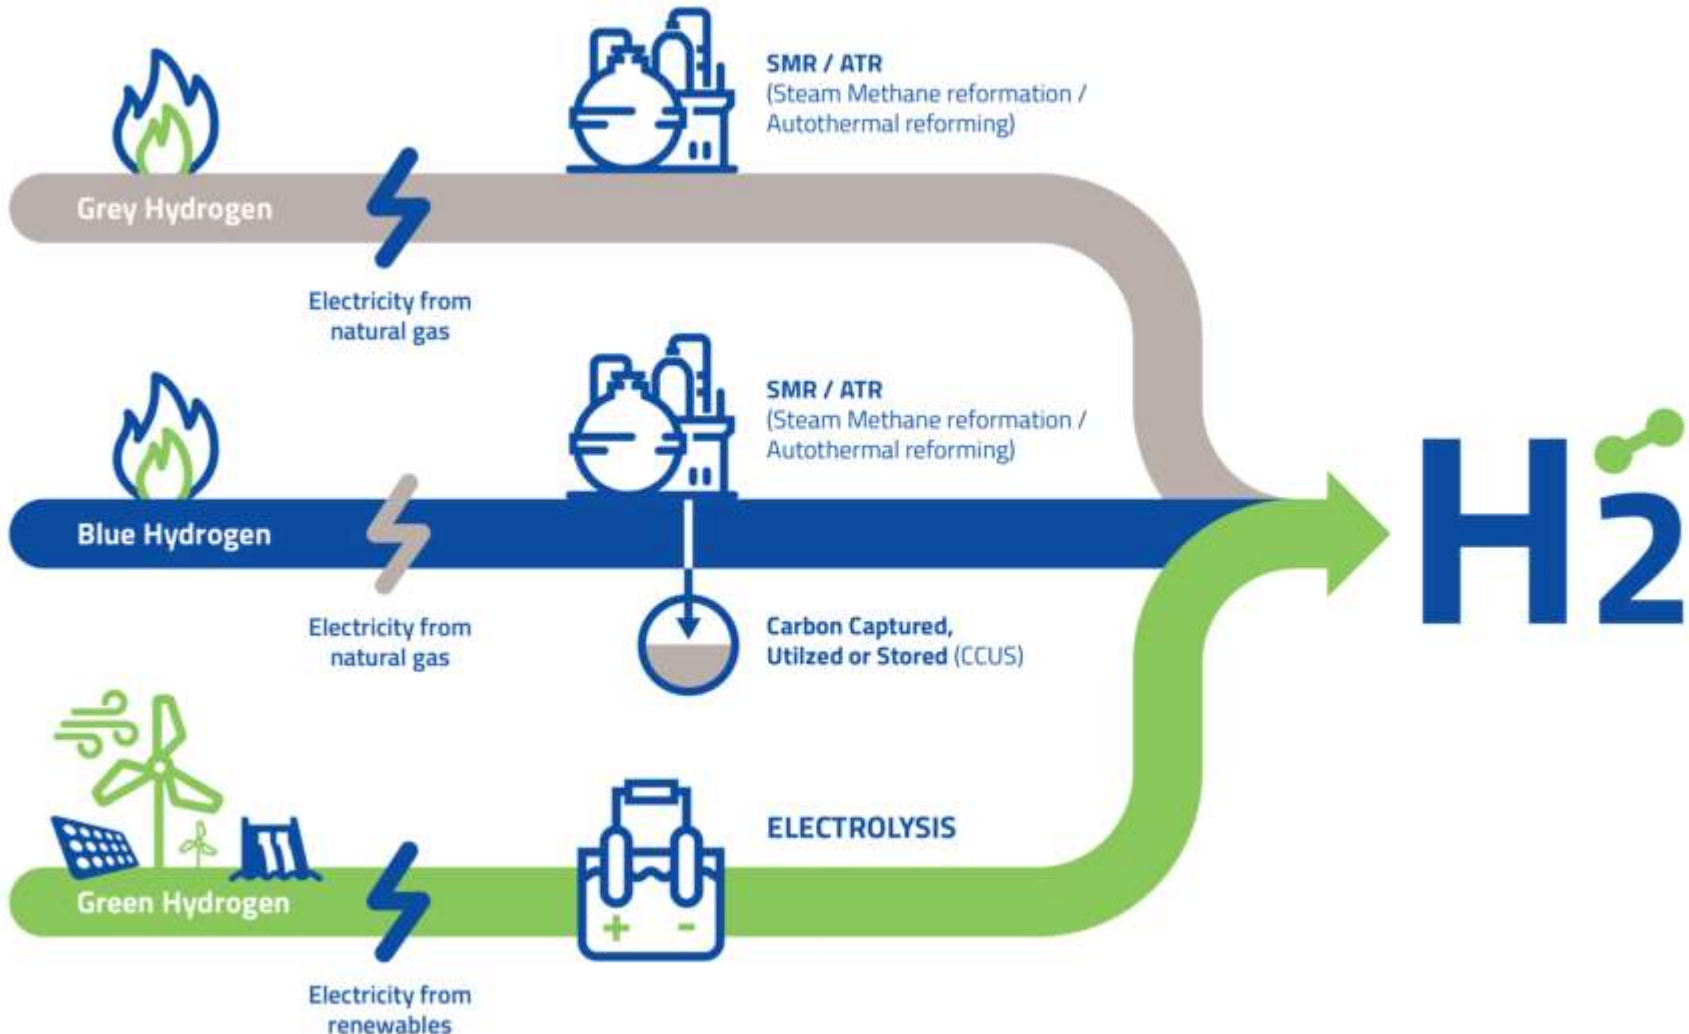 SMR / ATR
(Steam Methane reformation /
Autothermal reforming)
Grey Hydrogen
Electricity from
natural gas
SMR / ATR
(Steam Methane reformation /
Autothermal reforming)
Blue Hydrogen
Electricity from
natural gas
Carbon Captured,
Utilzed or Stored (CCUS)
H2
ELECTROLYSIS
Green Hydrogen
+ -
Electricity from
renewables